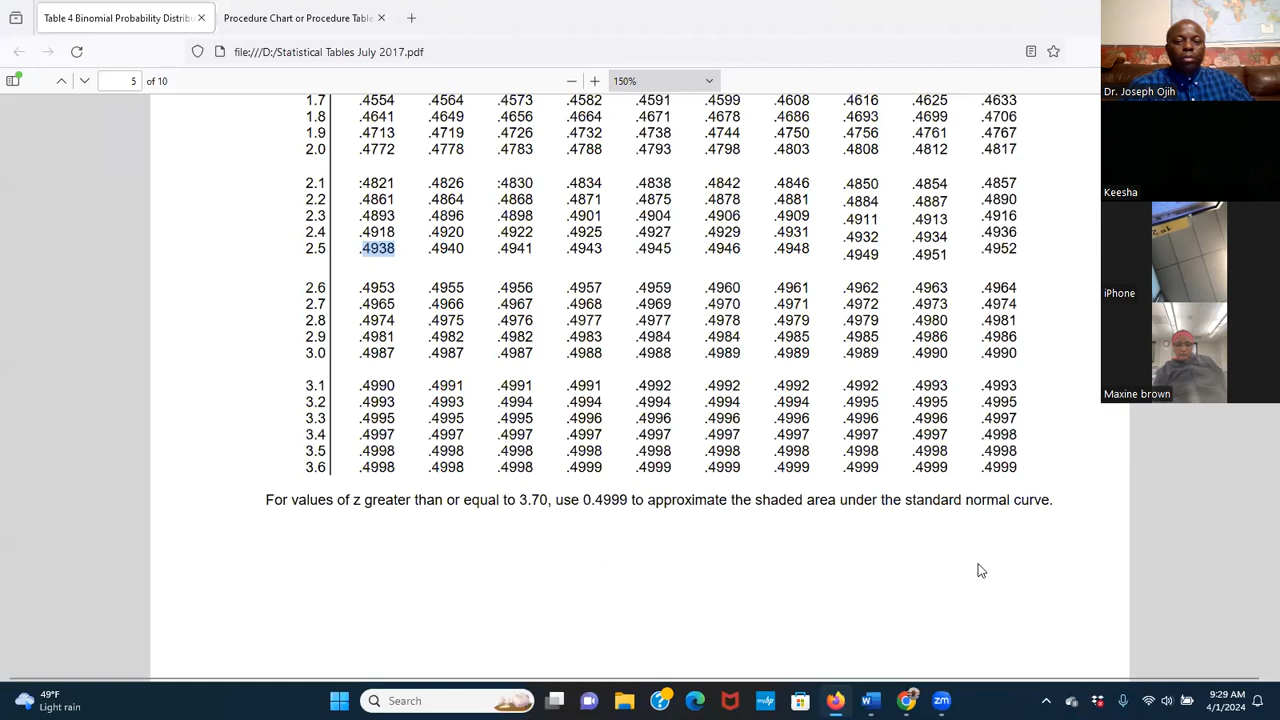 Table 4 Binomial Probability Distribu
Procedure Chart or Procedure Table
file:///D:/Statistical Tables July 2017.pdf
5 of 10
150%
1.7 .4554 .4564 .4573 .4582 .4591 .4599 .4608 .4616 .4625 .4633
1.8 .4641 .4649 .4656 .4664 .4671 .4678 .4686 .4693 .4699 .4706
1.9 .4713 .4719 .4726 .4732 .4738 .4744 .4750 .4756 .4761 .4767
2.0 .4772 .4778 .4783 .4788 .4793 .4798 .4803 .4808 .4812 .4817
2.1 :4821 .4826 :4830 .4834 .4838 .4842 .4846 .4850 .4854 .4857
2.2 .4861 .4864 .4868 .4871 .4875 .4878 .4881 .4884 .4887 .4890
2.3 .4893 .4896 .4898 .4901 .4904 .4906 .4909 .4911 .4913 .4916
2.4 .4918 .4920 .4922 .4925 .4927 .4929 .4931 .4932 .4934 .4936
2.5 .4938 .4940 .4941 .4943 .4945 .4946 .4948 .4949 .4951 .4952
2.6 .4953 .4955 .4956 .4957 .4959 .4960 .4961 .4962 .4963 .4964
2.7 .4965 .4966 .4967 .4968 .4969 .4970 .4971 .4972 .4973 .4974
2.8 .4974 .4975 .4976 .4977 .4977 .4978 .4979 .4979 .4980 .4981
2.9 .4981 .4982 .4982 .4983 .4984 .4984 .4985 .4985 .4986 .4986
3.0 .4987 .4987 .4987 .4988 .4988 .4989 .4989 .4989 .4990 .4990
3.1 .4990 .4991 .4991 .4991 .4992 .4992 .4992 .4992 .4993 .4993
3.2 .4993 .4993 .4994 .4994 .4994 .4994 .4994 .4995 .4995 .4995
3.3 .4995 .4995 .4995 .4996 .4996 .4996 .4996 .4996 .4996 .4997
3.4 .4997 .4997 .4997 .4997 .4997 .4997 .4997 .4997 .4997 .4998
3.5 .4998 .4998 .4998 .4998 .4998 .4998 .4998 .4998 .4998 .4998
3.6 .4998 .4998 .4998 .4999 .4999 .4999 .4999 .4999 .4999 .4999
For values of z greater than or equal to 3.70, use 0.4999 to approximate the shaded area under the standard normal curve.
Dr. Joseph Ojih
Keesha
iPhone
Maxine brown
49°F
Light rain
Search
9:29 AM
4/1/2024